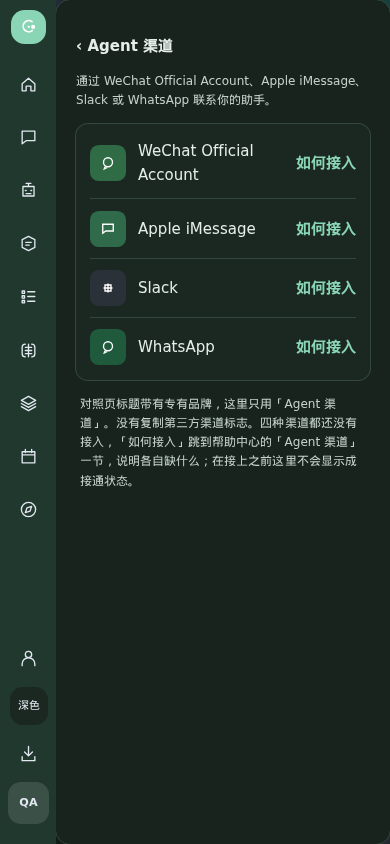 ‹ Agent 渠道
通过 WeChat Official Account、Apple iMessage、
Slack 或 WhatsApp 联系你的助手。
WeChat Official
Account
如何接入
Apple iMessage
如何接入
Slack
如何接入
WhatsApp
如何接入
对照页标题带有专有品牌，这里只用「Agent 渠
道」。没有复制第三方渠道标志。四种渠道都还没有
接入，「如何接入」跳到帮助中心的「Agent 渠道」
一节，说明各自缺什么；在接上之前这里不会显示成
接通状态。
深色
QA